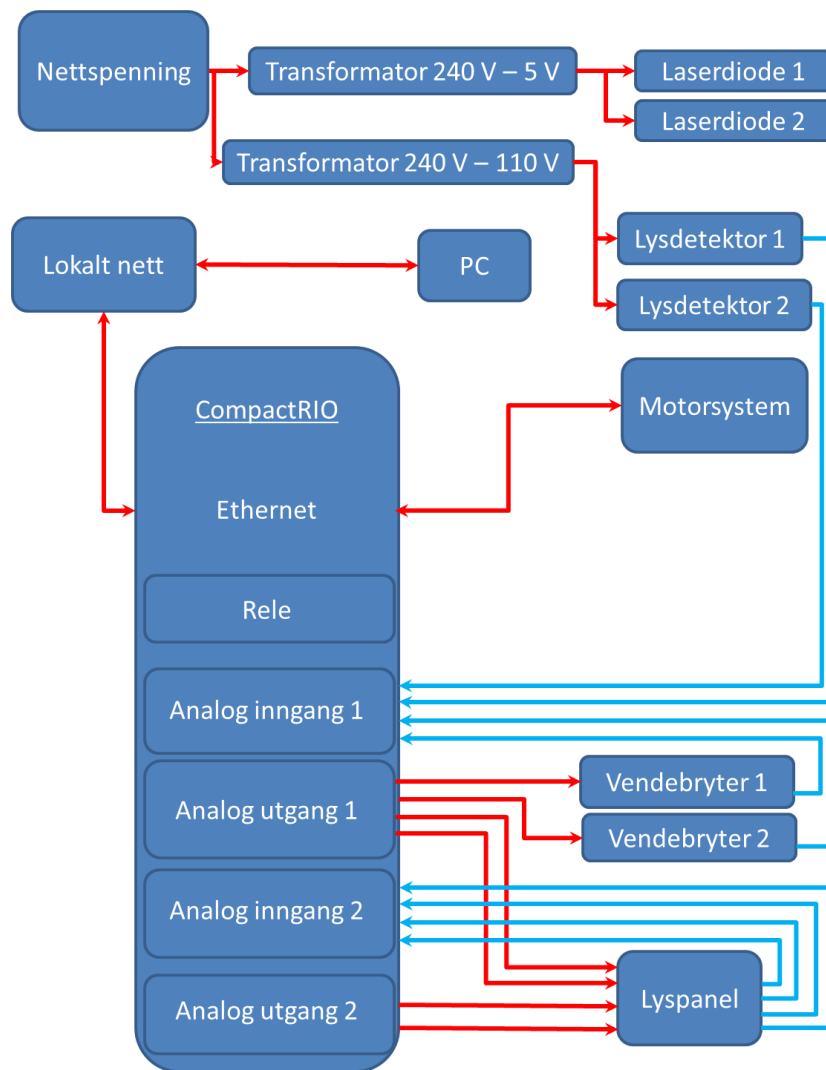 Nettspenning
Transformator 240 V – 5 V
Laserdiode 1
Laserdiode 2
Transformator 240 V – 110 V
Lysdetektor 1
Lokalt nett
PC
Lysdetektor 2
CompactRIO
Motorsystem
Ethernet
Rele
Analog inngang 1
Vendebryter 1
Analog utgang 1
Vendebryter 2
Analog inngang 2
Lyspanel
Analog utgang 2